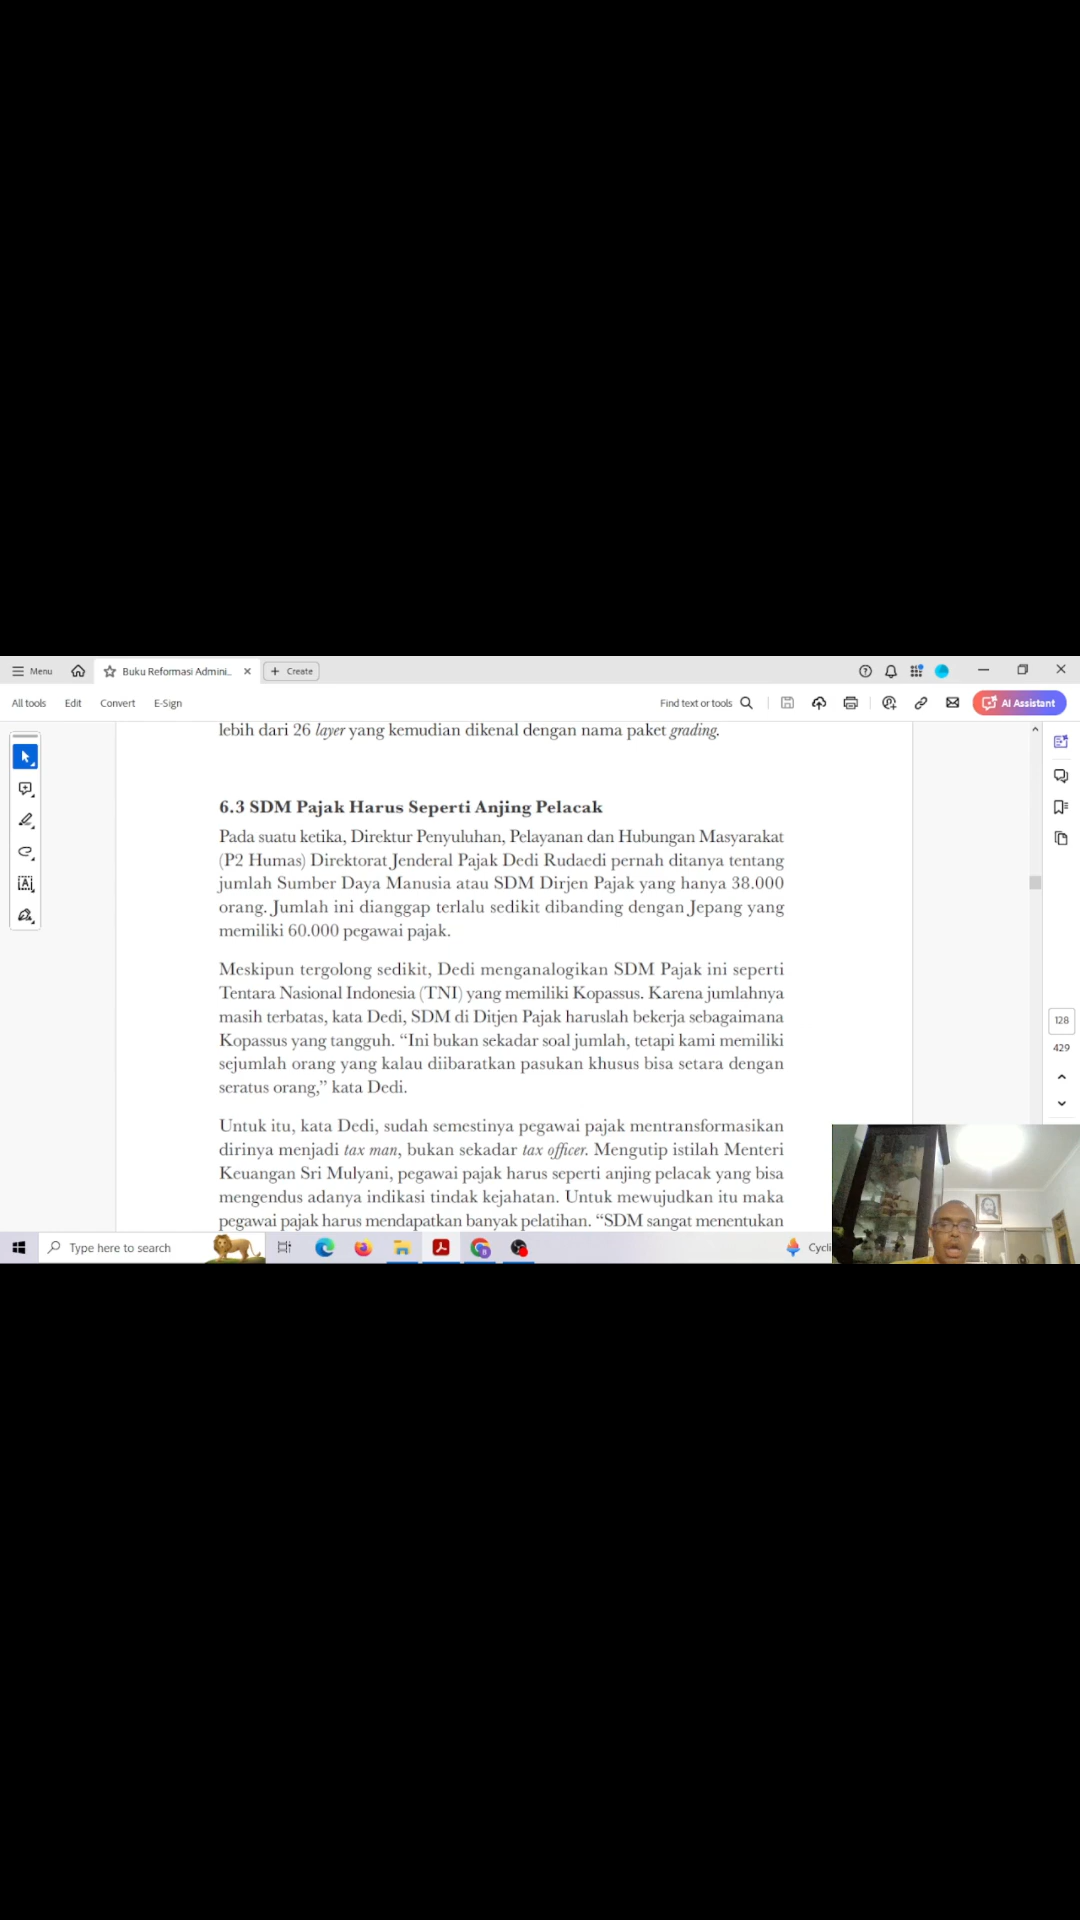 Menu
Buku Reformasi Admini...
Create
All tools
Edit
Convert
E-Sign
Find text or tools
AI Assistant
lebih dari 26 layer yang kemudian dikenal dengan nama paket grading.
6.3 SDM Pajak Harus Seperti Anjing Pelacak
Pada suatu ketika, Direktur Penyuluhan, Pelayanan dan Hubungan Masyarakat
(P2 Humas) Direktorat Jenderal Pajak Dedi Rudaedi pernah ditanya tentang
jumlah Sumber Daya Manusia atau SDM Dirjen Pajak yang hanya 38.000
orang. Jumlah ini dianggap terlalu sedikit dibanding dengan Jepang yang
memiliki 60.000 pegawai pajak.
Meskipun tergolong sedikit, Dedi menganalogikan SDM Pajak ini seperti
Tentara Nasional Indonesia (TNI) yang memiliki Kopassus. Karena jumlahnya
masih terbatas, kata Dedi, SDM di Ditjen Pajak haruslah bekerja sebagaimana
Kopassus yang tangguh. “Ini bukan sekadar soal jumlah, tetapi kami memiliki
sejumlah orang yang kalau diibaratkan pasukan khusus bisa setara dengan
seratus orang,” kata Dedi.
Untuk itu, kata Dedi, sudah semestinya pegawai pajak mentransformasikan
dirinya menjadi tax man, bukan sekadar tax officer. Mengutip istilah Menteri
Keuangan Sri Mulyani, pegawai pajak harus seperti anjing pelacak yang bisa
mengendus adanya indikasi tindak kejahatan. Untuk mewujudkan itu maka
pegawai pajak harus mendapatkan banyak pelatihan. “SDM sangat menentukan
128
429
Type here to search
Cycli